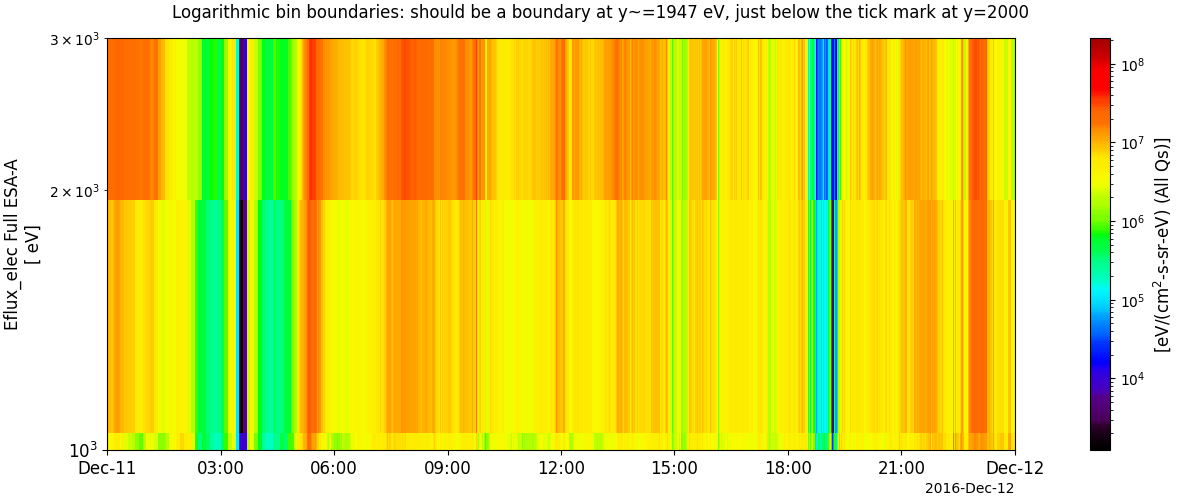 Logarithmic bin boundaries: should be a boundary at y~=1947 eV, just below the tick mark at y=2000
3 × 10³
2 × 10³
10³
Eflux_elec Full ESA-A
[ eV]
Dec-11 03:00 06:00 09:00 12:00 15:00 18:00 21:00 Dec-12
2016-Dec-12
10⁸
10⁷
10⁶
10⁵
10⁴
[eV/(cm²-s-sr-eV) (All Qs)]